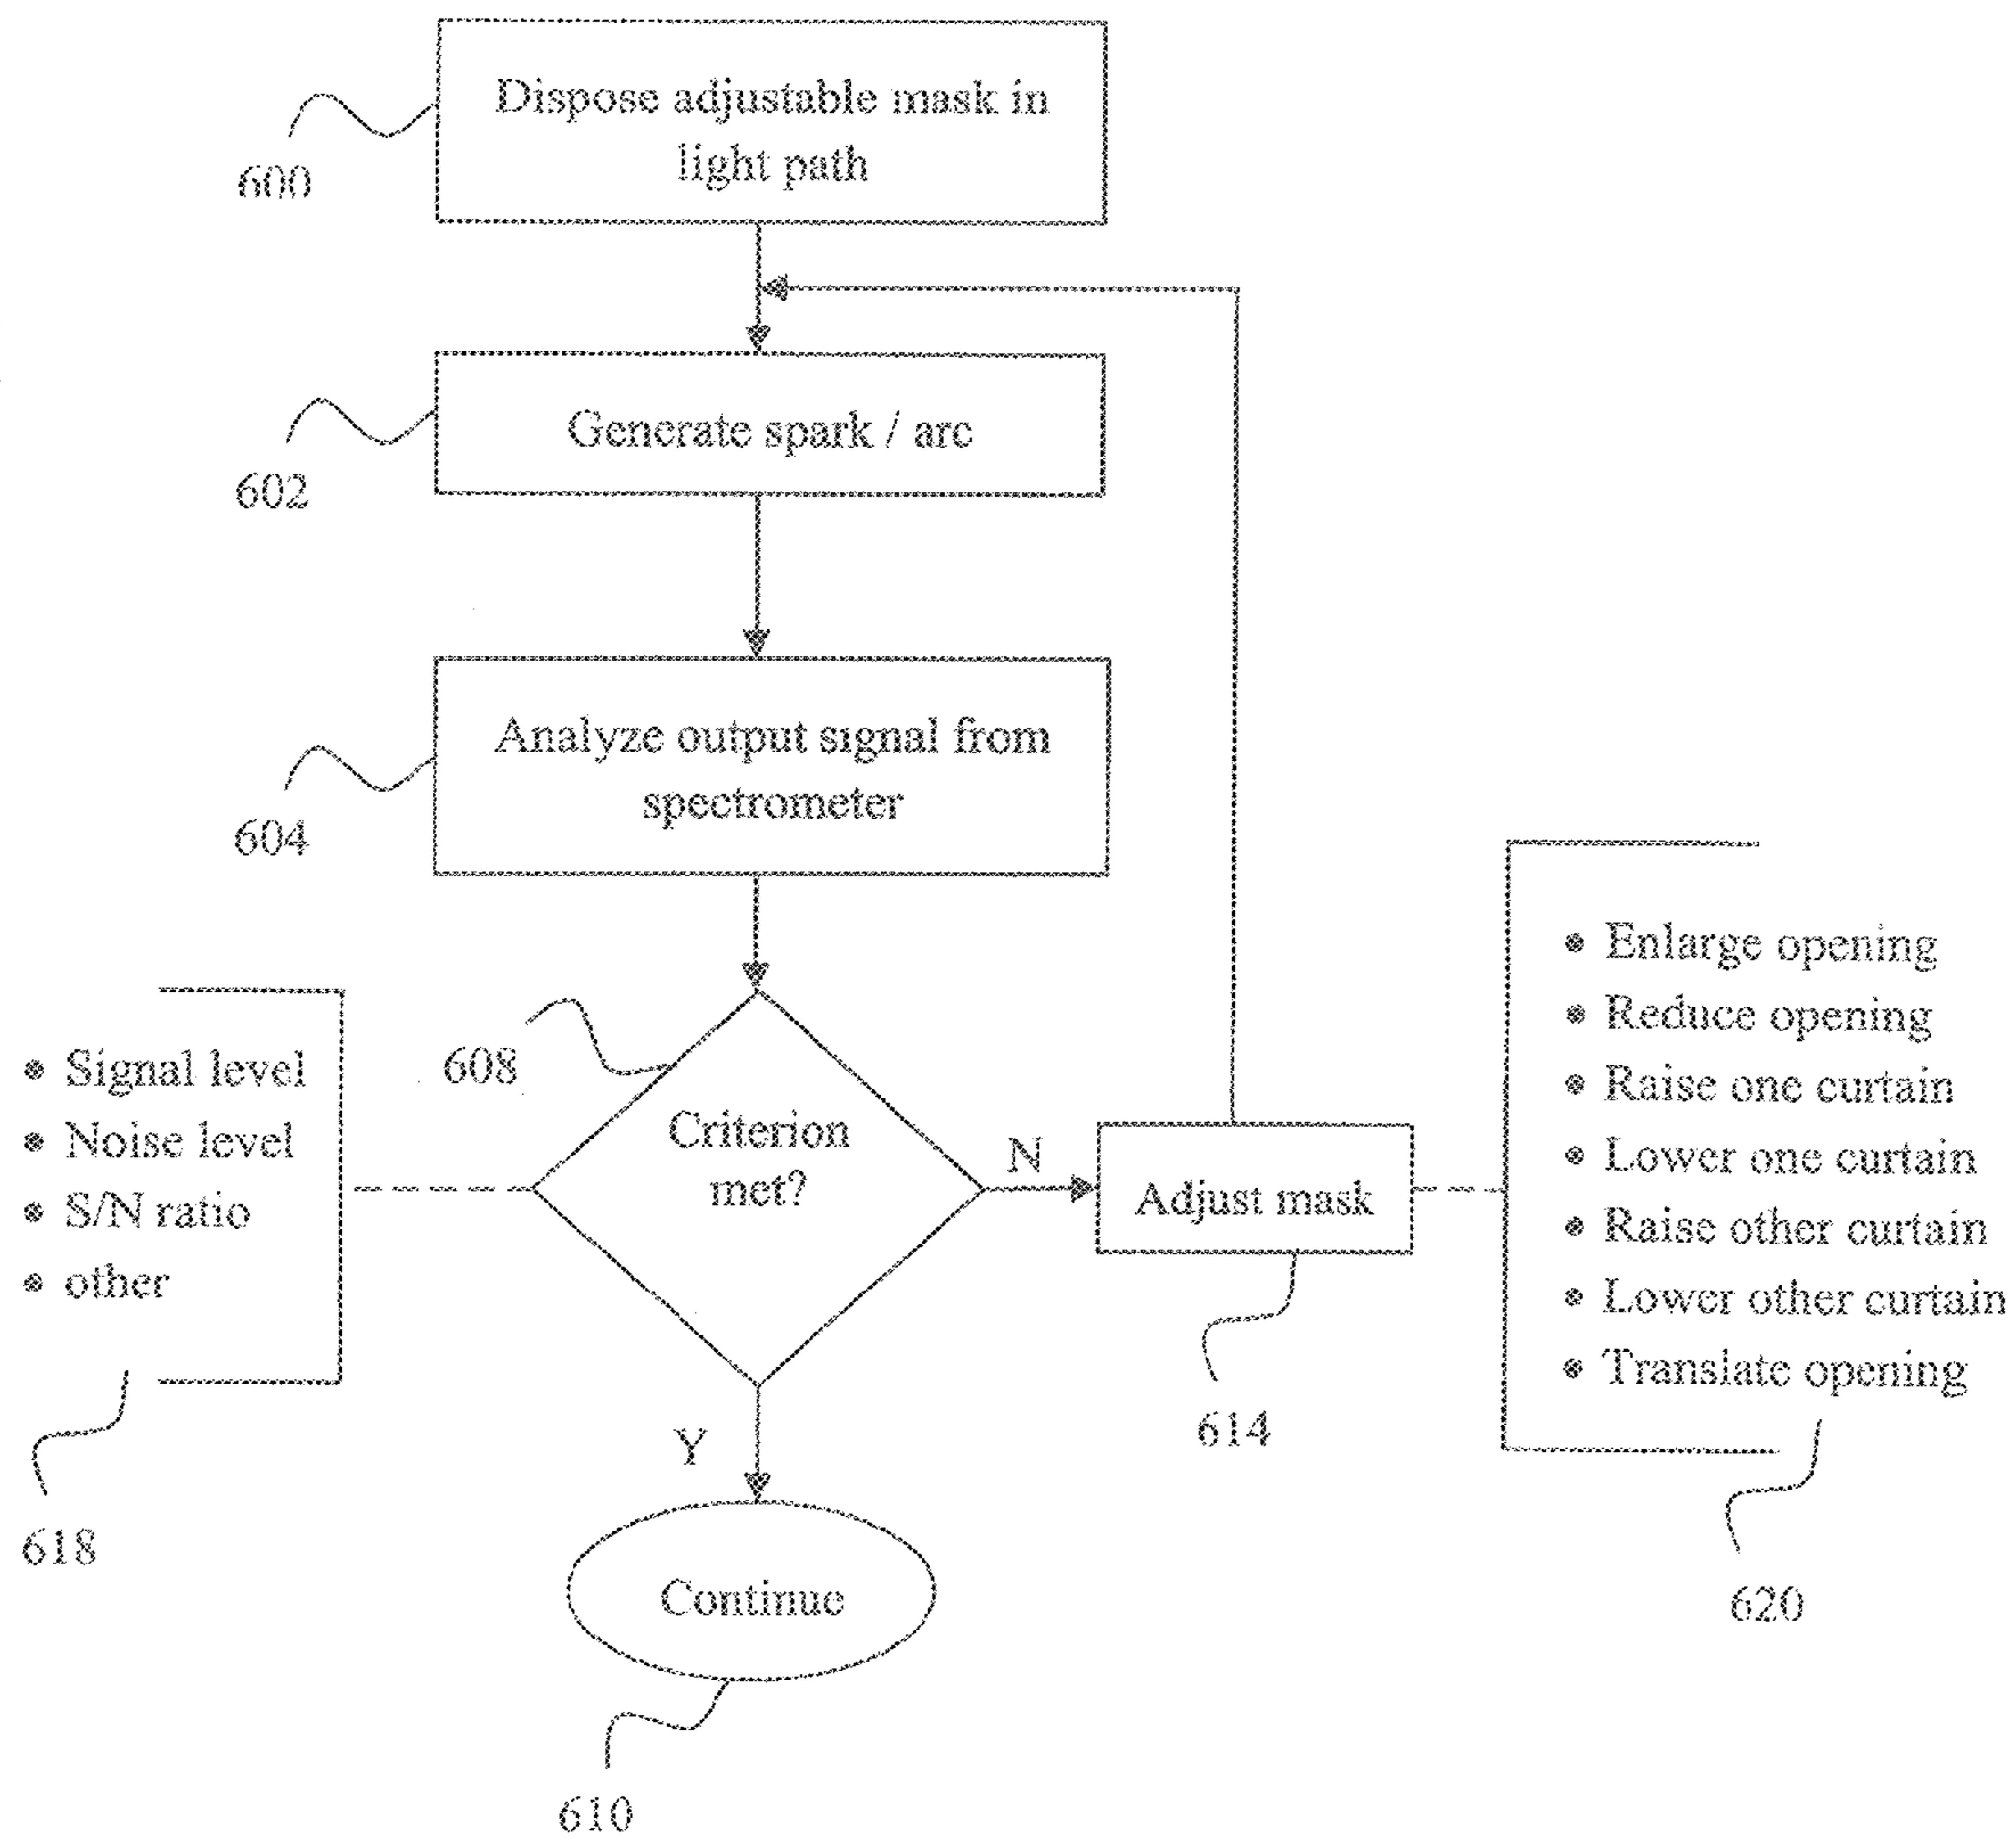 Dispose adjustable mask in
light path
600
Generate spark / arc
602
Analyze output signal from
spectrometer
604
608
Criterion
met?
N
Y
• Signal level
• Noise level
• S/N ratio
• other
618
Adjust mask
614
• Enlarge opening
• Reduce opening
• Raise one curtain
• Lower one curtain
• Raise other curtain
• Lower other curtain
• Translate opening
620
Continue
610